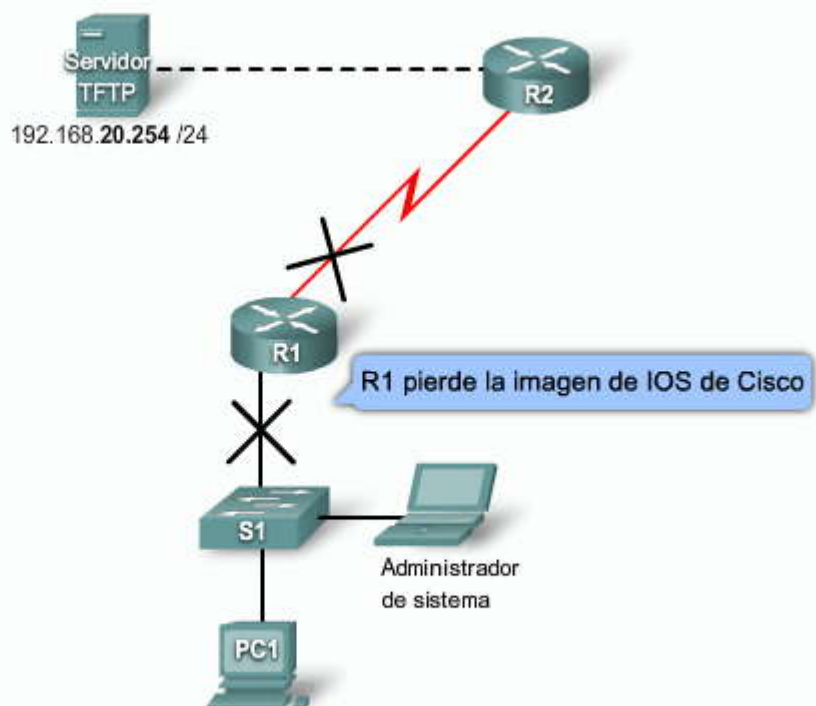 Servidor
TFTP
192.168.20.254 /24
R2
R1
R1 pierde la imagen de IOS de Cisco
S1
Administrador
de sistema
PC1